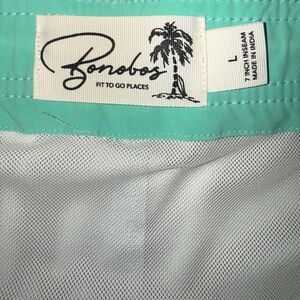 Bonobos
FIT TO GO PLACES
L
7 INCH INSEAM
MADE IN INDIA